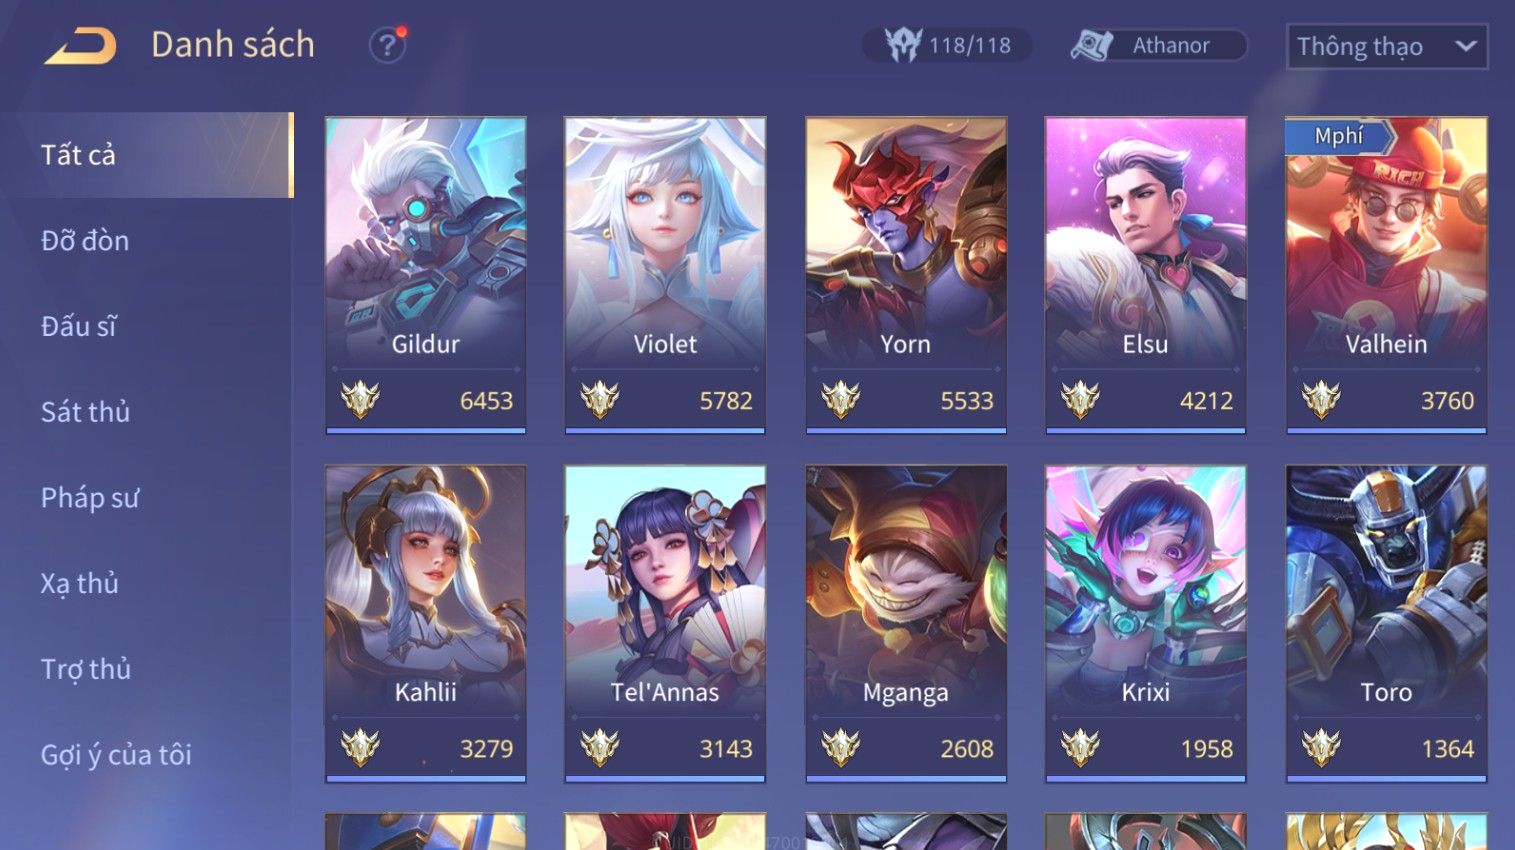 Danh sách
?
118/118
Athanor
Thông thạo
Tất cả
Đỡ đòn
Đấu sĩ
Sát thủ
Pháp sư
Xạ thủ
Trợ thủ
Gợi ý của tôi
Gildur
6453
Violet
5782
Yorn
5533
Elsu
4212
Mphí
RICH
Valhein
3760
Kahlii
3279
Tel'Annas
3143
Mganga
2608
Krixi
1958
Toro
1364